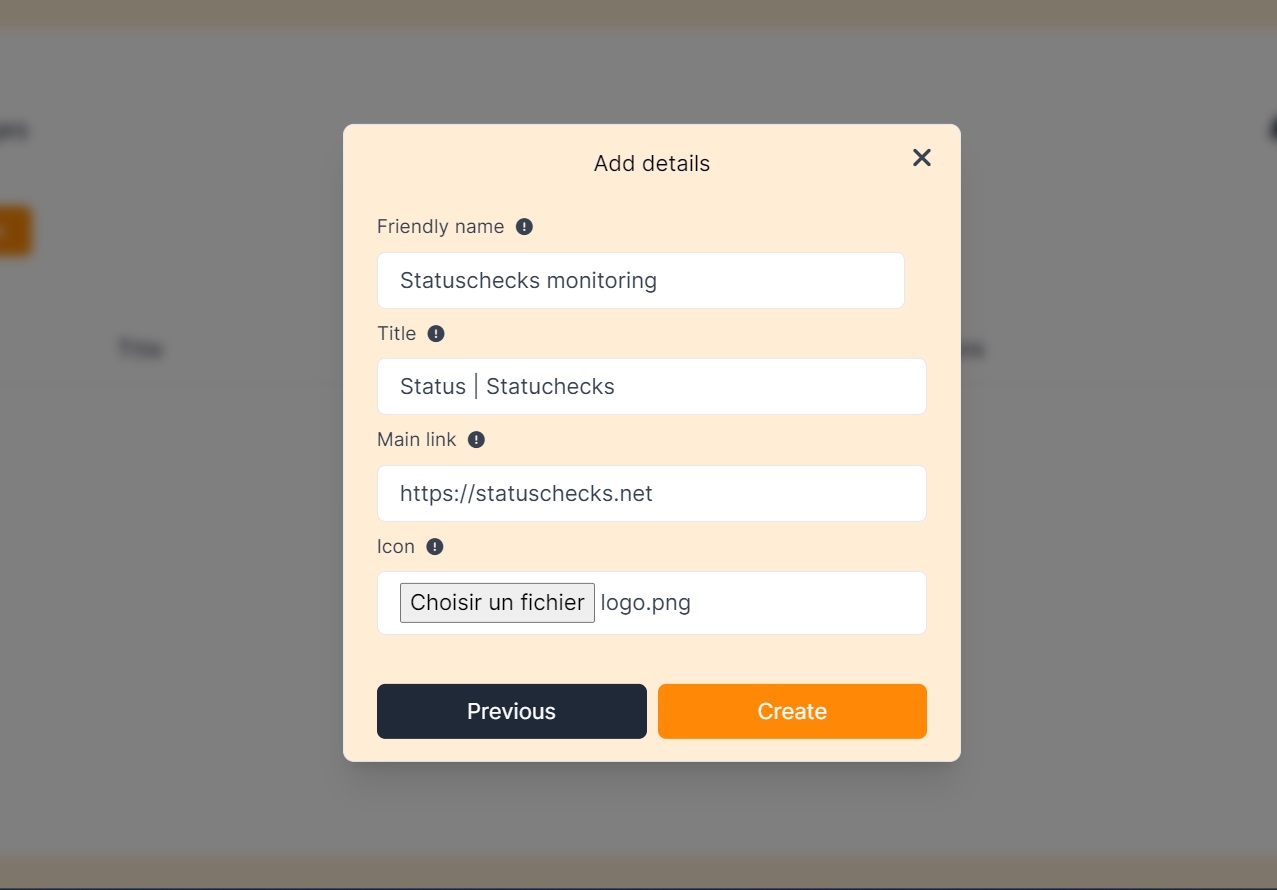 Add details
Friendly name
Statuschecks monitoring
Title
Status | Statuchecks
Main link
https://statuschecks.net
Icon
Choisir un fichier logo.png
Previous
Create